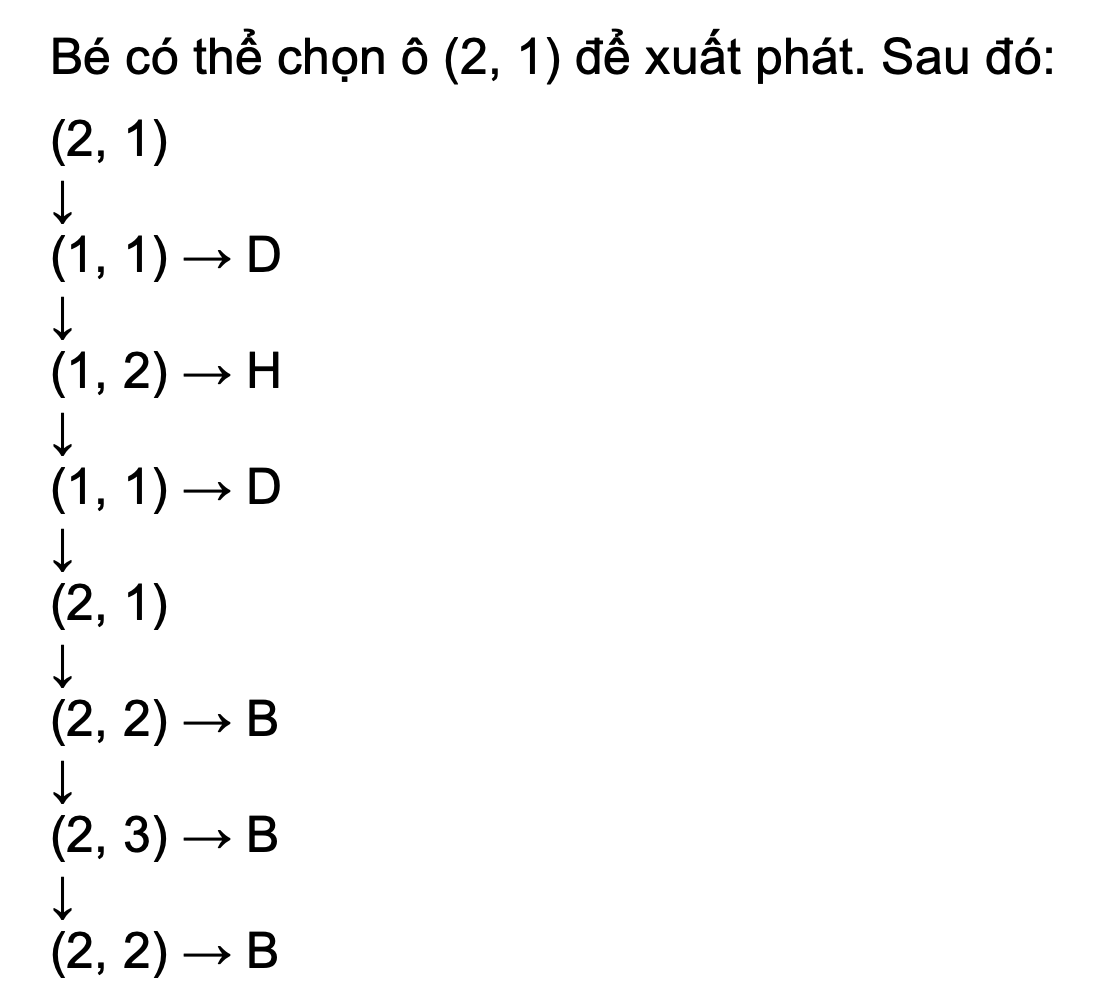 Bé có thể chọn ô (2, 1) để xuất phát. Sau đó:
(2, 1)
↓
(1, 1) → D
↓
(1, 2) → H
↓
(1, 1) → D
↓
(2, 1)
↓
(2, 2) → B
↓
(2, 3) → B
↓
(2, 2) → B